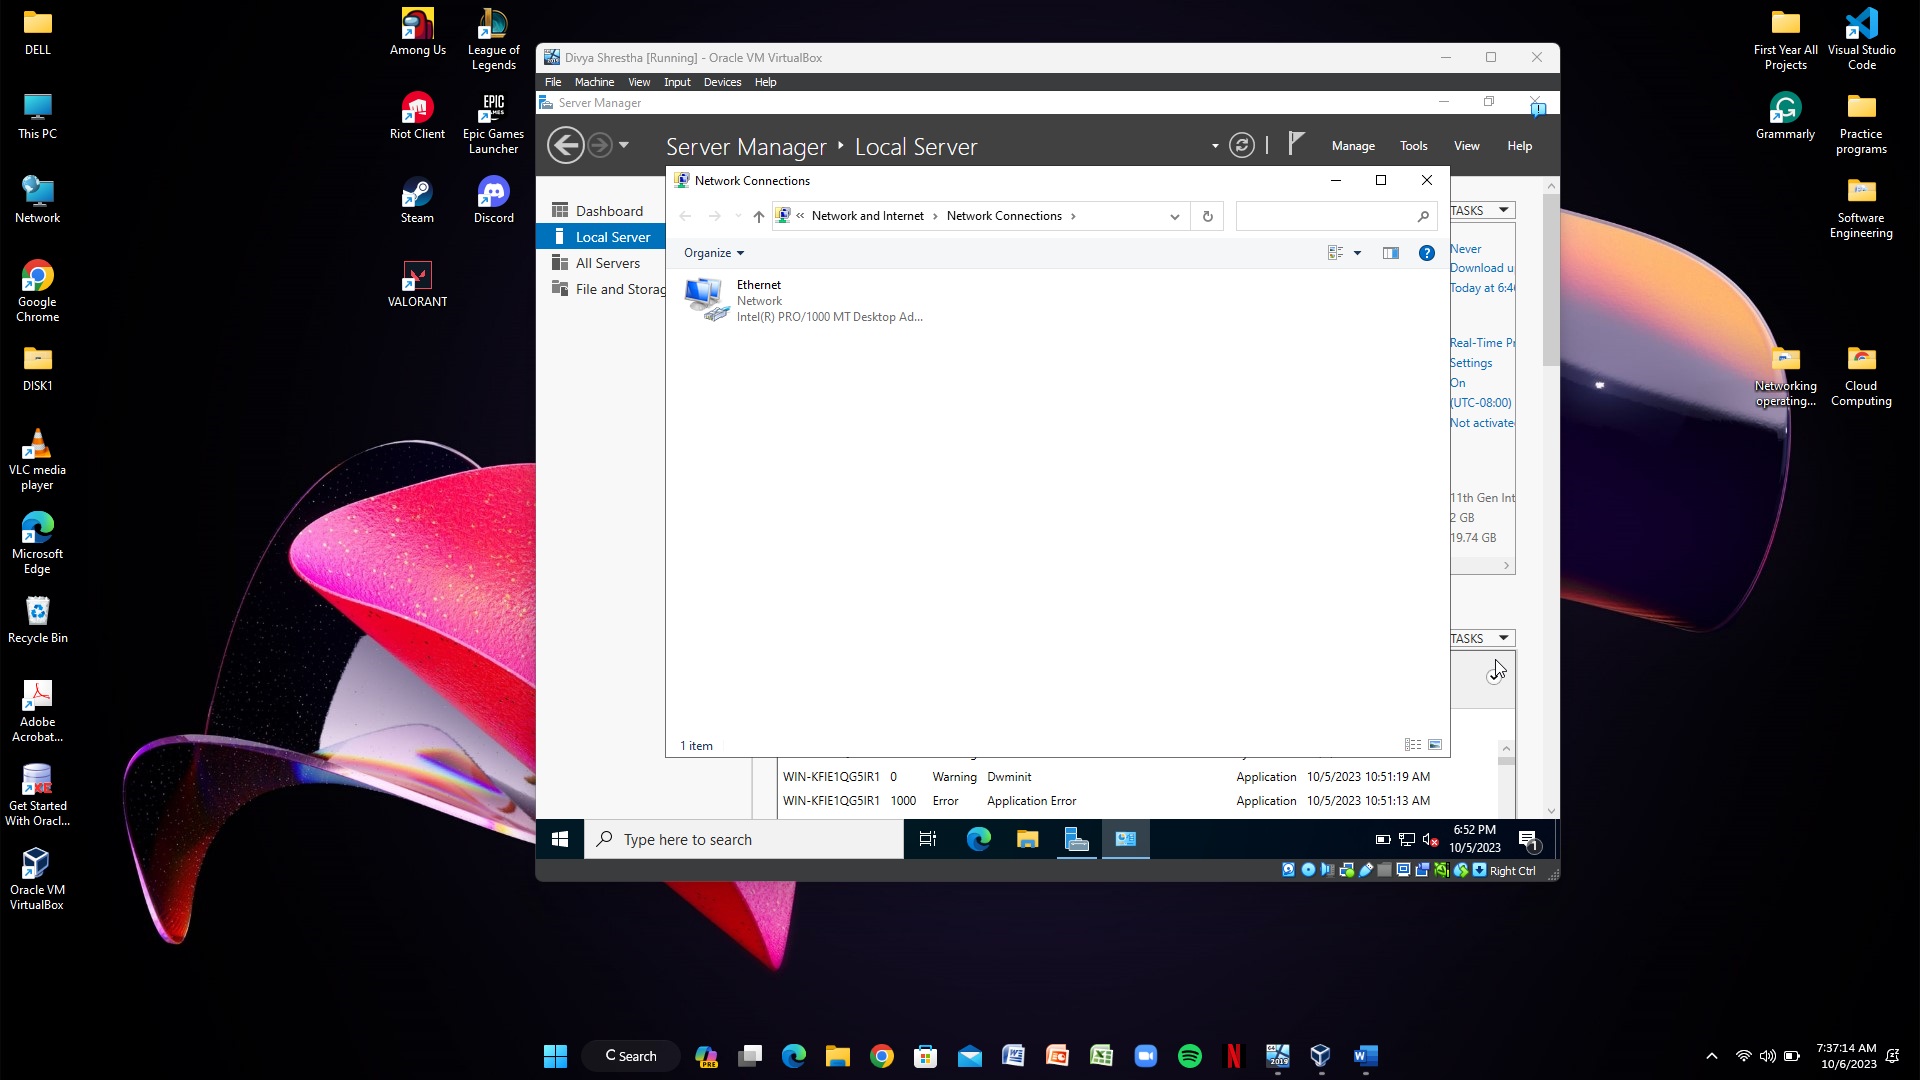 DELL
This PC
Network
Google
Chrome
DISK1
VLC media
player
Microsoft
Edge
Recycle Bin
Adobe
Acrobat...
Get Started
With Oracl...
Oracle VM
VirtualBox
Among Us
League of
Legends
Riot Client
Epic Games
Launcher
Steam
Discord
VALORANT
Divya Shrestha [Running] - Oracle VM VirtualBox
File Machine View Input Devices Help
Server Manager
Server Manager • Local Server
Manage Tools View Help
Dashboard
Local Server
All Servers
File and Storag
Network Connections
« Network and Internet › Network Connections ›
Organize
Ethernet
Network
Intel(R) PRO/1000 MT Desktop Ad...
1 item
TASKS
Never
Download u
Today at 6:4
Real-Time Pr
Settings
On
(UTC-08:00)
Not activate
11th Gen Int
2 GB
19.74 GB
TASKS
WIN-KFIE1QG5IR1 0 Warning Dwminit Application 10/5/2023 10:51:19 AM
WIN-KFIE1QG5IR1 1000 Error Application Error Application 10/5/2023 10:51:13 AM
Type here to search
6:52 PM
10/5/2023
1
Right Ctrl
First Year All
Projects
Visual Studio
Code
Grammarly
Practice
programs
Software
Engineering
Networking
operating...
Cloud
Computing
Search
PRE
7:37:14 AM
10/6/2023